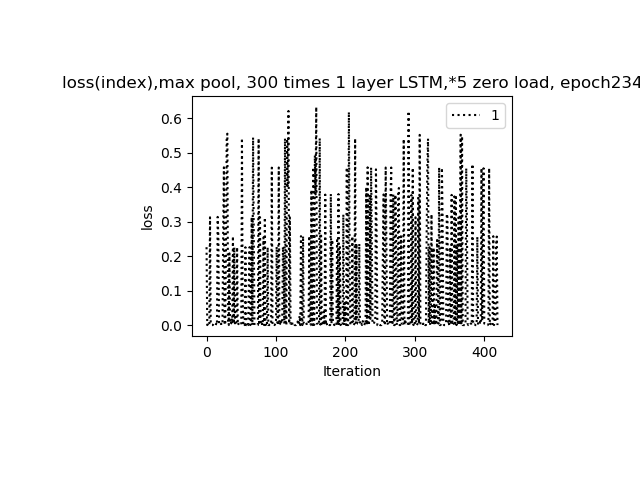 loss(index),max pool, 300 times 1 layer LSTM,*5 zero load, epoch234
1
0.6
0.5
0.4
0.3
0.2
0.1
0.0
loss
0 100 200 300 400
Iteration